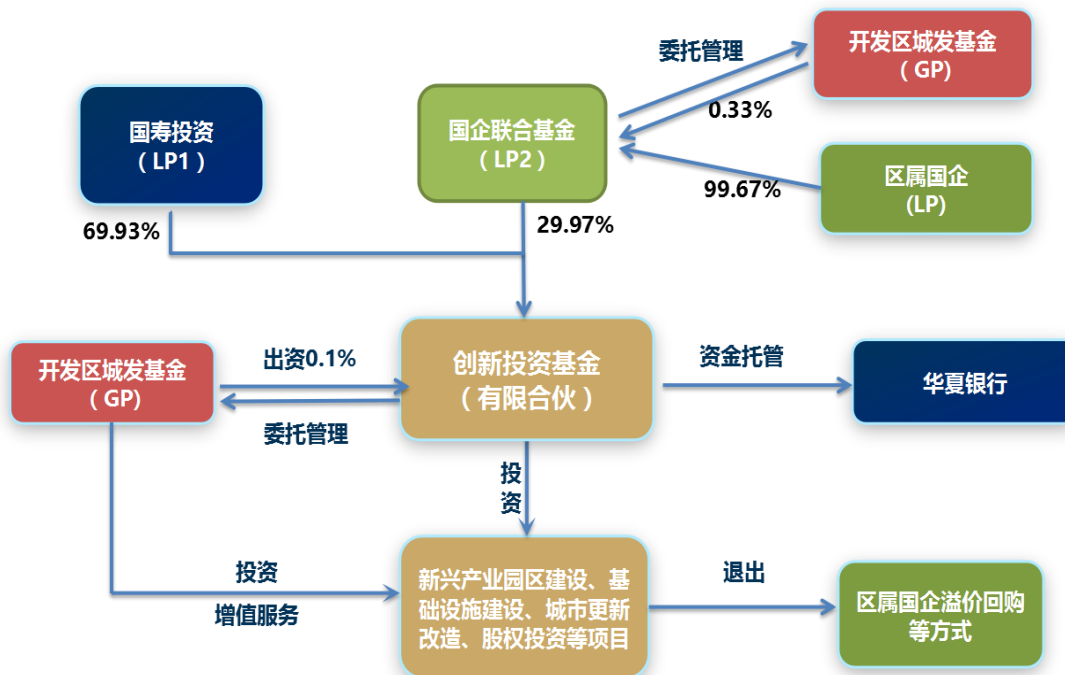 委托管理
开发区城发基金
（GP)
0.33%
国寿投资
（LP1）
国企联合基金
（LP2）
区属国企
(LP)
99.67%
69.93%
29.97%
开发区城发基金
（GP)
出资0.1%
委托管理
创新投资基金
（有限合伙）
资金托管
华夏银行
投
资
投资
增值服务
新兴产业园区建设、基
础设施建设、城市更新
改造、股权投资等项目
退出
区属国企溢价回购
等方式